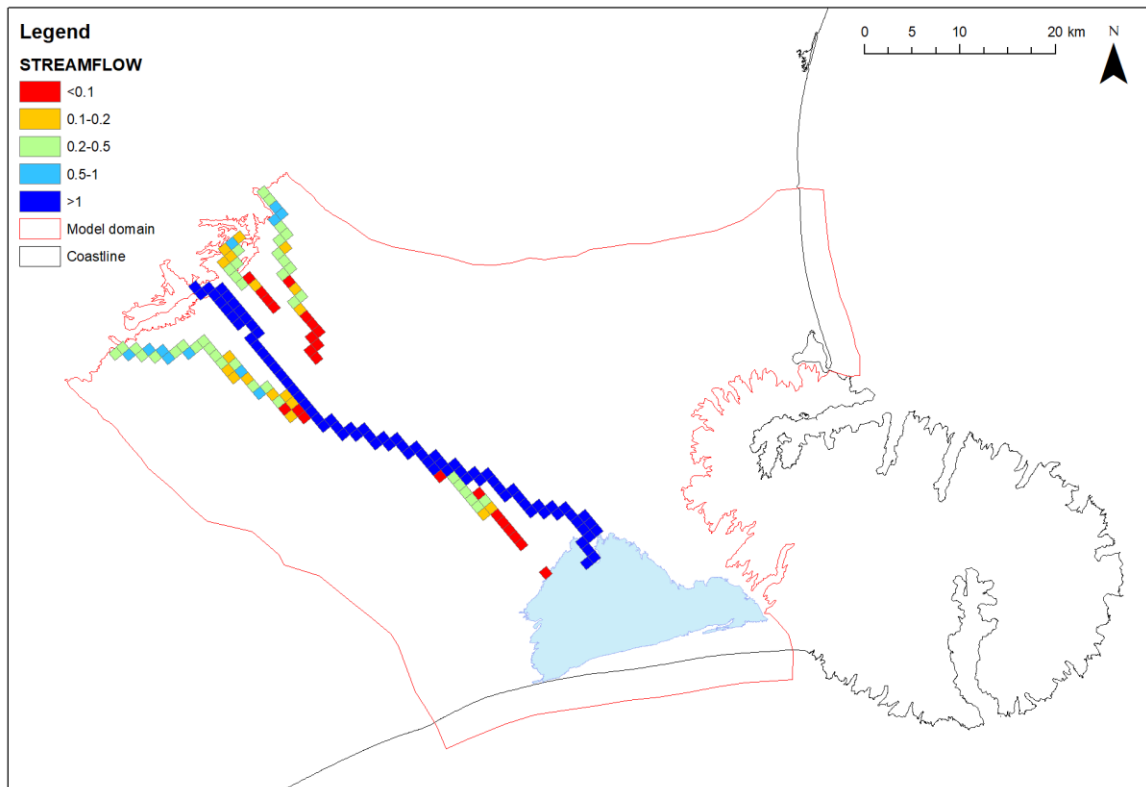 Legend
STREAMFLOW
<0.1
0.1-0.2
0.2-0.5
0.5-1
>1
Model domain
Coastline
0 5 10 20 km
N